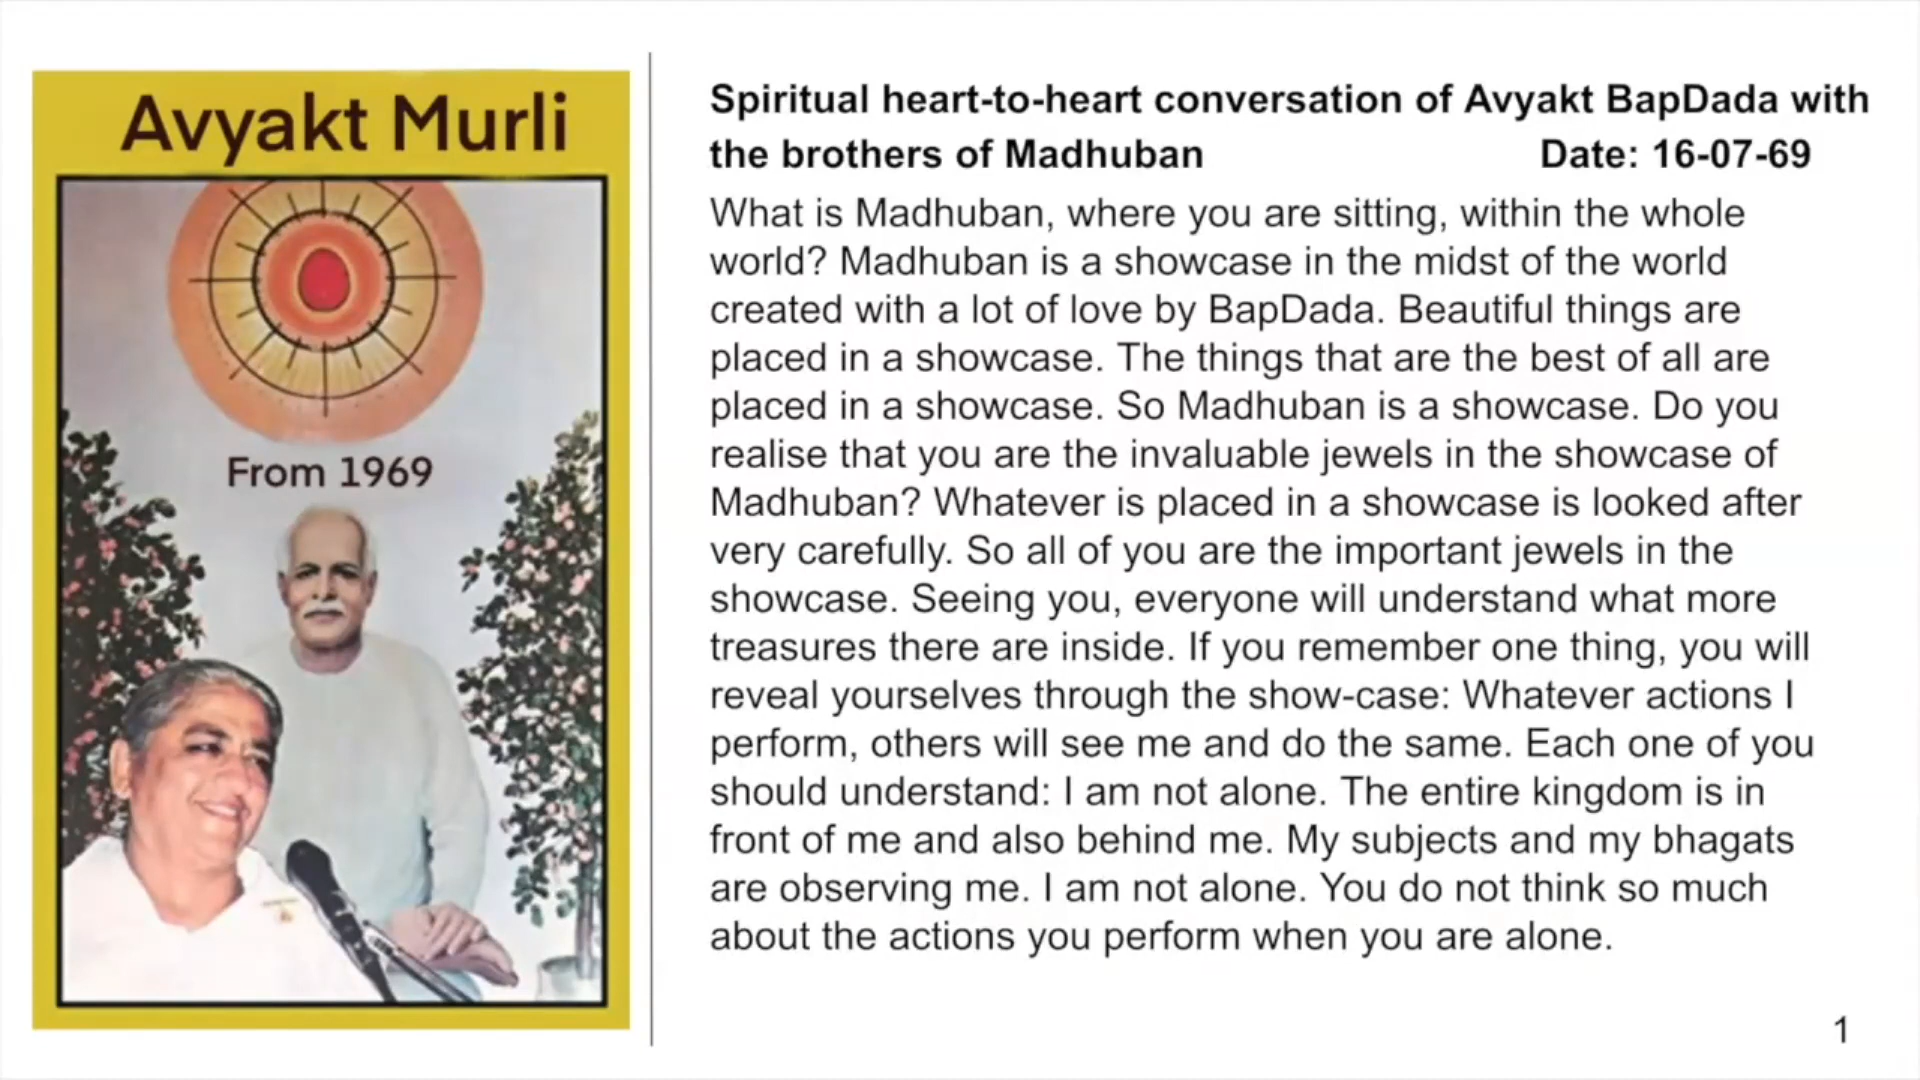 Avyakt Murli
From 1969
Spiritual heart-to-heart conversation of Avyakt BapDada with
the brothers of Madhuban Date: 16-07-69
What is Madhuban, where you are sitting, within the whole
world? Madhuban is a showcase in the midst of the world
created with a lot of love by BapDada. Beautiful things are
placed in a showcase. The things that are the best of all are
placed in a showcase. So Madhuban is a showcase. Do you
realise that you are the invaluable jewels in the showcase of
Madhuban? Whatever is placed in a showcase is looked after
very carefully. So all of you are the important jewels in the
showcase. Seeing you, everyone will understand what more
treasures there are inside. If you remember one thing, you will
reveal yourselves through the show-case: Whatever actions I
perform, others will see me and do the same. Each one of you
should understand: I am not alone. The entire kingdom is in
front of me and also behind me. My subjects and my bhagats
are observing me. I am not alone. You do not think so much
about the actions you perform when you are alone.
1